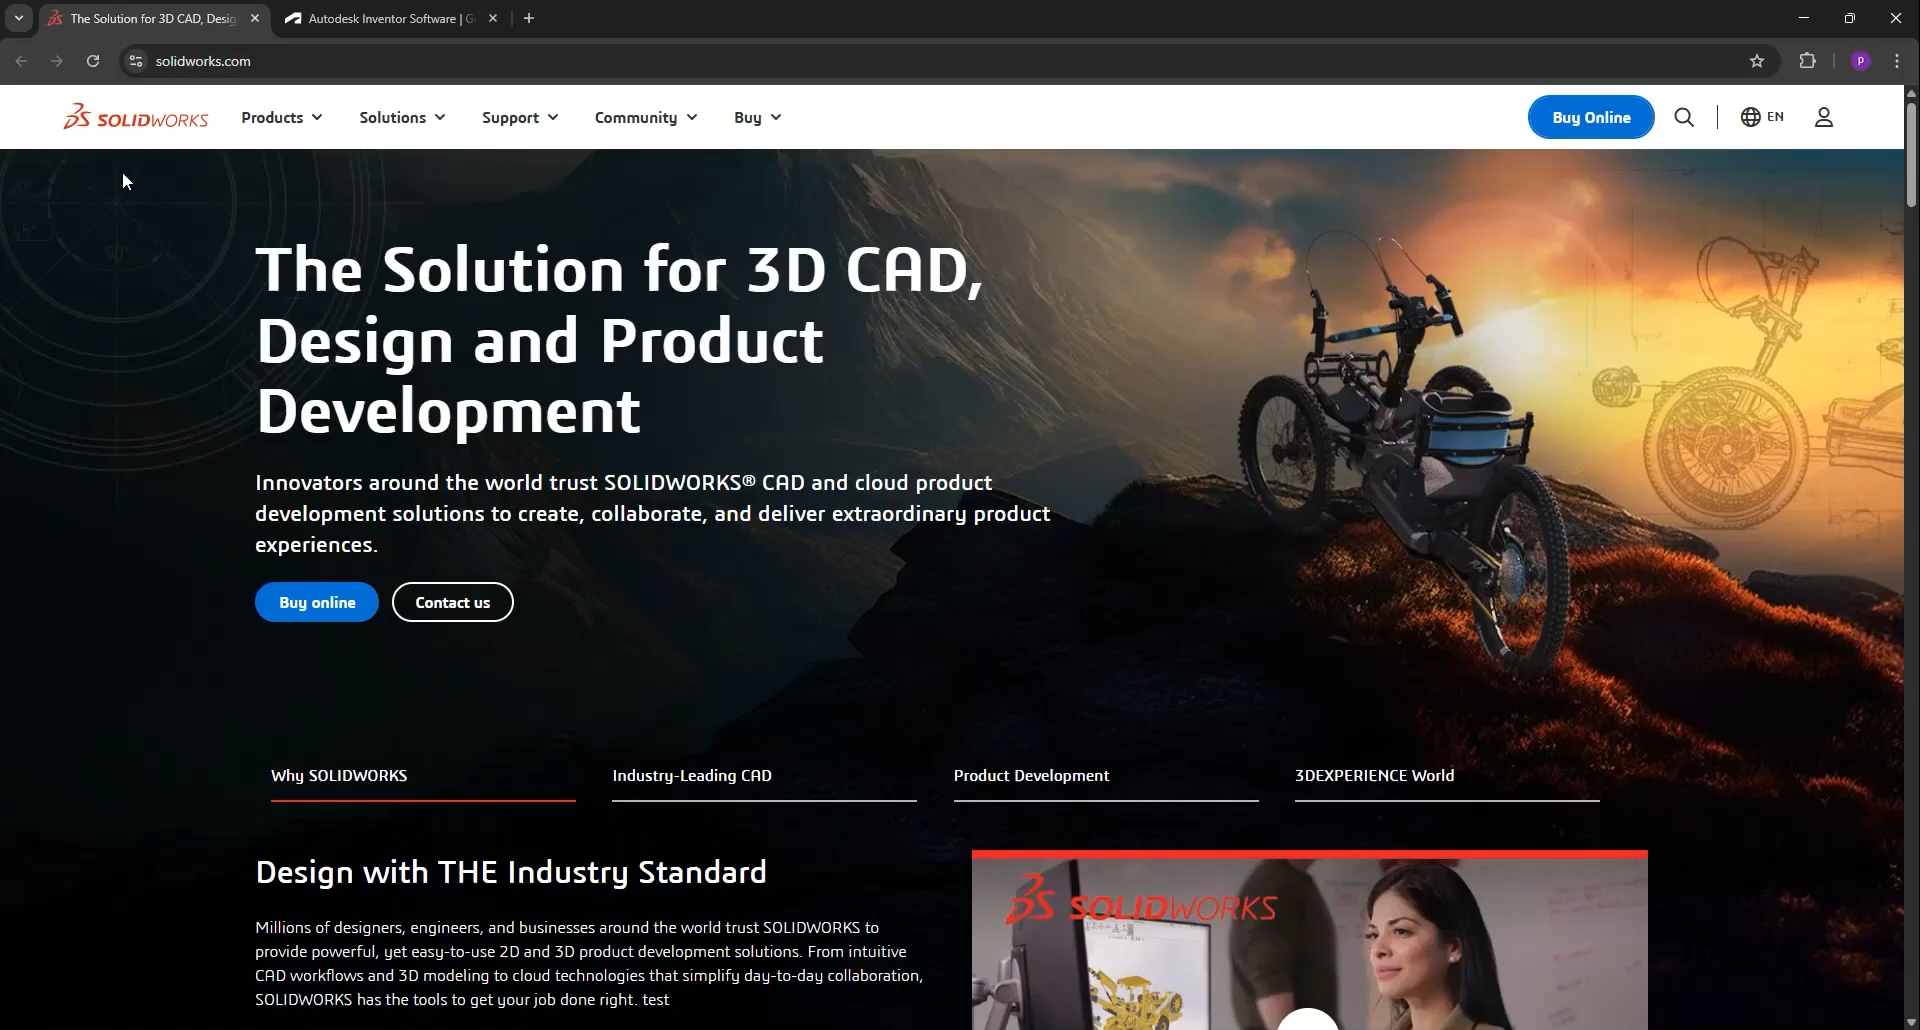 The Solution for 3D CAD, Desig
Autodesk Inventor Software | G
solidworks.com
P
SOLIDWORKS
Products
Solutions
Support
Community
Buy
Buy Online
EN
90°
45°
The Solution for 3D CAD,
Design and Product
Development
Innovators around the world trust SOLIDWORKS® CAD and cloud product
development solutions to create, collaborate, and deliver extraordinary product
experiences.
Buy online
Contact us
Why SOLIDWORKS
Industry-Leading CAD
Product Development
3DEXPERIENCE World
Design with THE Industry Standard
Millions of designers, engineers, and businesses around the world trust SOLIDWORKS to
provide powerful, yet easy-to-use 2D and 3D product development solutions. From intuitive
CAD workflows and 3D modeling to cloud technologies that simplify day-to-day collaboration,
SOLIDWORKS has the tools to get your job done right. test
SOLIDWORKS